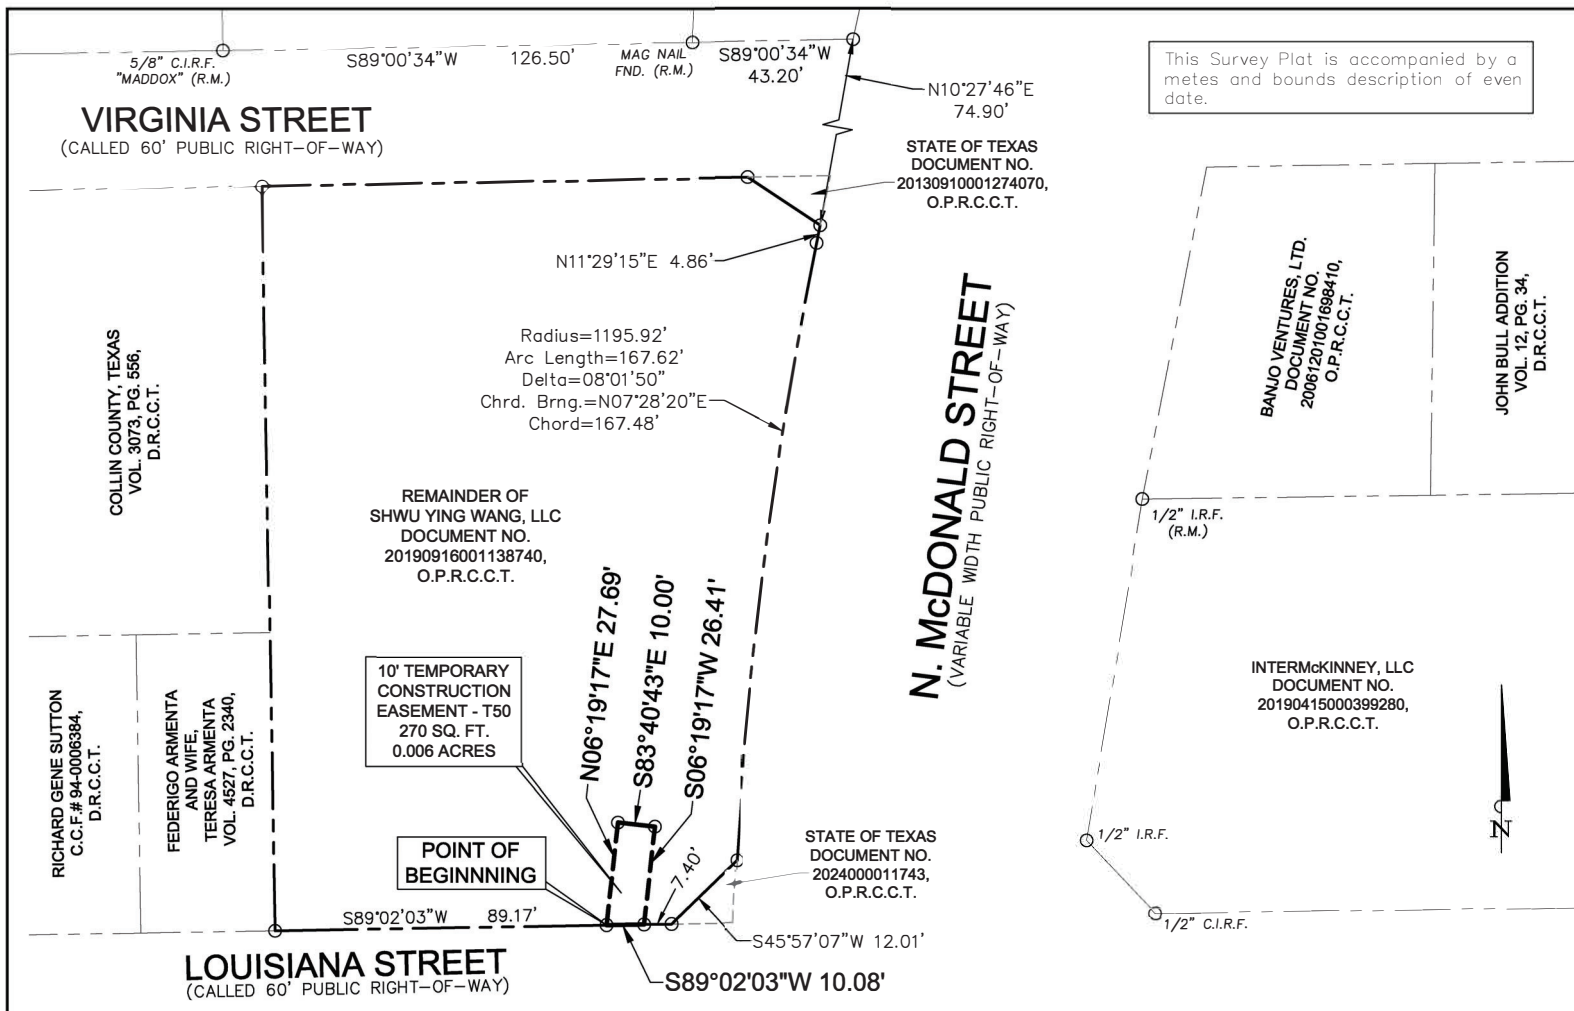 5/8" C.I.R.F.
"MADDOX" (R.M.)
S89°00'34"W 126.50'
MAG NAIL
FND. (R.M.)
S89°00'34"W
43.20'
N10°27'46"E
74.90'
This Survey Plat is accompanied by a
metes and bounds description of even
date.
VIRGINIA STREET
(CALLED 60' PUBLIC RIGHT-OF-WAY)
STATE OF TEXAS
DOCUMENT NO.
20130910001274070,
O.P.R.C.C.T.
N11°29'15"E 4.86'
Radius=1195.92'
Arc Length=167.62'
Delta=08°01'50"
Chrd. Brng.=N07°28'20"E
Chord=167.48'
COLLIN COUNTY, TEXAS
VOL. 3073, PG. 556,
D.R.C.C.T.
REMAINDER OF
SHWU YING WANG, LLC
DOCUMENT NO.
20190916001138740,
O.P.R.C.C.T.
N. McDONALD STREET
(VARIABLE WIDTH PUBLIC RIGHT-OF-WAY)
BANJO VENTURES, LTD.
DOCUMENT NO.
20061201001698410,
O.P.R.C.C.T.
JOHN BULL ADDITION
VOL. 12, PG. 34,
D.R.C.C.T.
1/2" I.R.F.
(R.M.)
RICHARD GENE SUTTON
C.C.F.# 94-0006384,
D.R.C.C.T.
FEDERIGO ARMENTA
AND WIFE,
TERESA ARMENTA
VOL. 4527, PG. 2340,
D.R.C.C.T.
10' TEMPORARY
CONSTRUCTION
EASEMENT - T50
270 SQ. FT.
0.006 ACRES
N06°19'17"E 27.69'
S83°40'43"E 10.00'
S06°19'17"W 26.41'
INTERMcKINNEY, LLC
DOCUMENT NO.
20190415000399280,
O.P.R.C.C.T.
N
1/2" I.R.F.
POINT OF
BEGINNNING
7.40'
STATE OF TEXAS
DOCUMENT NO.
2024000011743,
O.P.R.C.C.T.
S89°02'03"W 89.17'
1/2" C.I.R.F.
S45°57'07"W 12.01'
LOUISIANA STREET
(CALLED 60' PUBLIC RIGHT-OF-WAY)
S89°02'03"W 10.08'